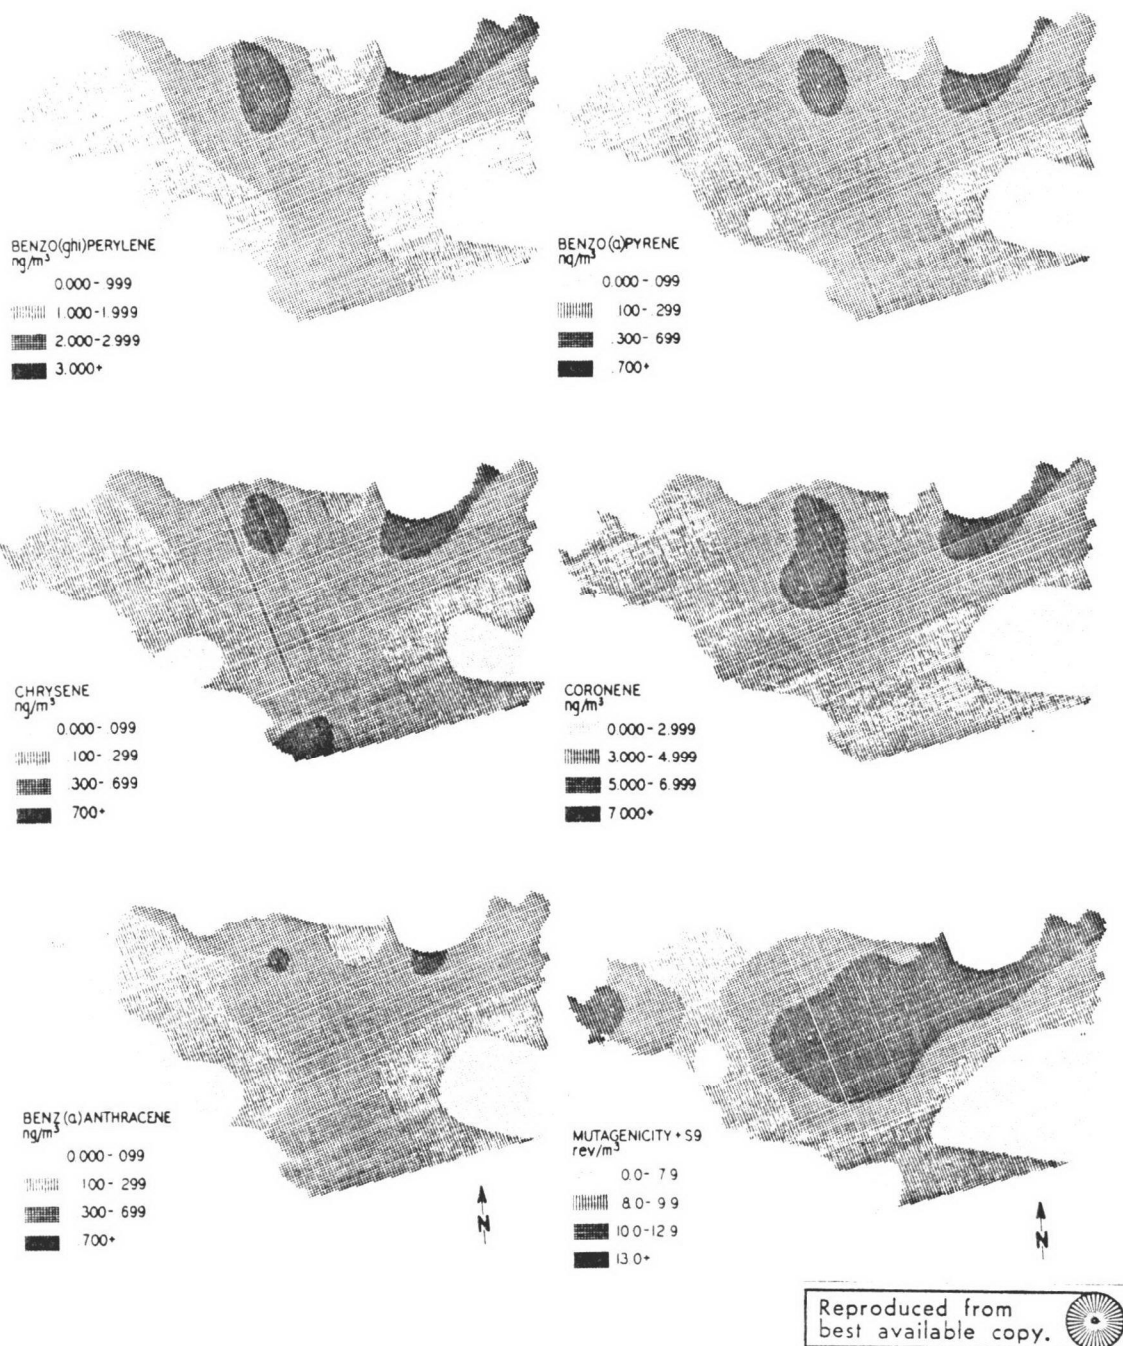 BENZO(ghi)PERYLENE
ng/m³
0.000- 999
1.000-1.999
2.000-2.999
3.000+
BENZO(a)PYRENE
ng/m³
0.000- 099
100- .299
.300- 699
.700+
CHRYSENE
ng/m³
0.000- .099
.100- .299
.300- 699
700+
CORONENE
ng/m³
0.000-2.999
3.000-4.999
5.000-6.999
7 000+
BENZ(a)ANTHRACENE
ng/m³
0.000-099
100-299
300-699
.700+
N
MUTAGENICITY + S9
rev/m³
0.0- 7.9
8.0- 9.9
10.0-12.9
13.0+
N
Reproduced from
best available copy.